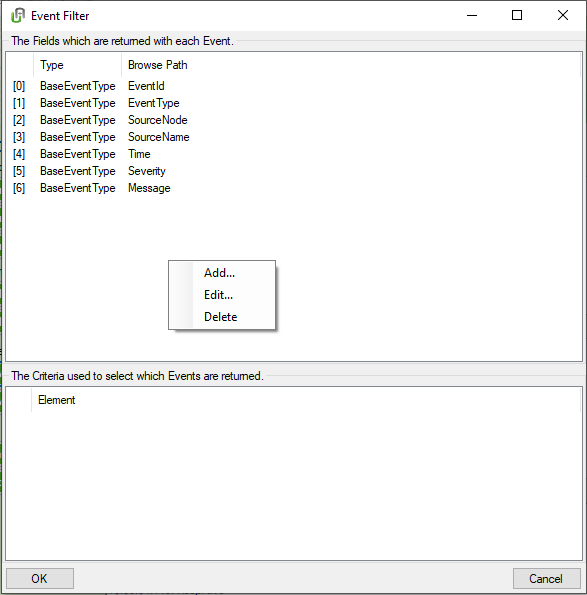 Event Filter
The Fields which are returned with each Event.
Type Browse Path
[0] BaseEventType EventId
[1] BaseEventType EventType
[2] BaseEventType SourceNode
[3] BaseEventType SourceName
[4] BaseEventType Time
[5] BaseEventType Severity
[6] BaseEventType Message
Add...
Edit...
Delete
The Criteria used to select which Events are returned.
Element
OK Cancel